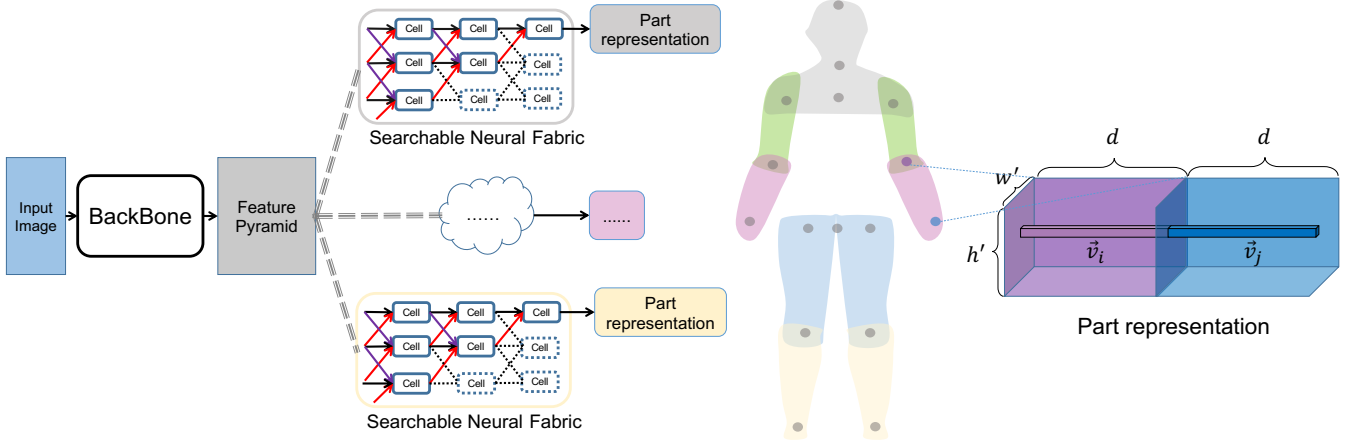 Input
Image
BackBone
Feature
Pyramid
Cell Cell Cell
Cell Cell Cell
Cell Cell Cell
Searchable Neural Fabric
Part
representation
......
......
Cell Cell Cell
Cell Cell Cell
Cell Cell Cell
Searchable Neural Fabric
Part
representation
d d
w′
h′
v⃗ᵢ v⃗ⱼ
Part representation